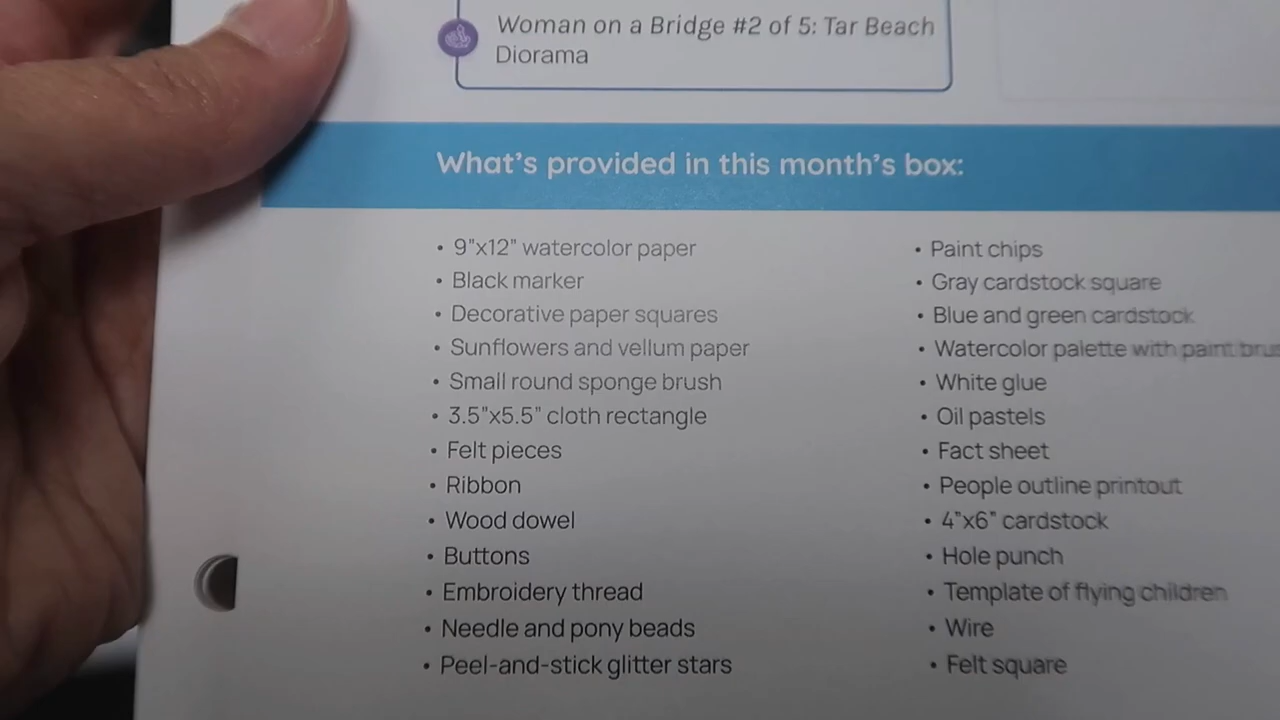 Woman on a Bridge #2 of 5: Tar Beach
Diorama
What's provided in this month's box:
• 9"x12" watercolor paper
• Black marker
• Decorative paper squares
• Sunflowers and vellum paper
• Small round sponge brush
• 3.5"x5.5" cloth rectangle
• Felt pieces
• Ribbon
• Wood dowel
• Buttons
• Embroidery thread
• Needle and pony beads
• Peel-and-stick glitter stars
• Paint chips
• Gray cardstock square
• Blue and green cardstock
• Watercolor palette with paint
• White glue
• Oil pastels
• Fact sheet
• People outline printout
• 4"x6" cardstock
• Hole punch
• Template of flying children
• Wire
• Felt square